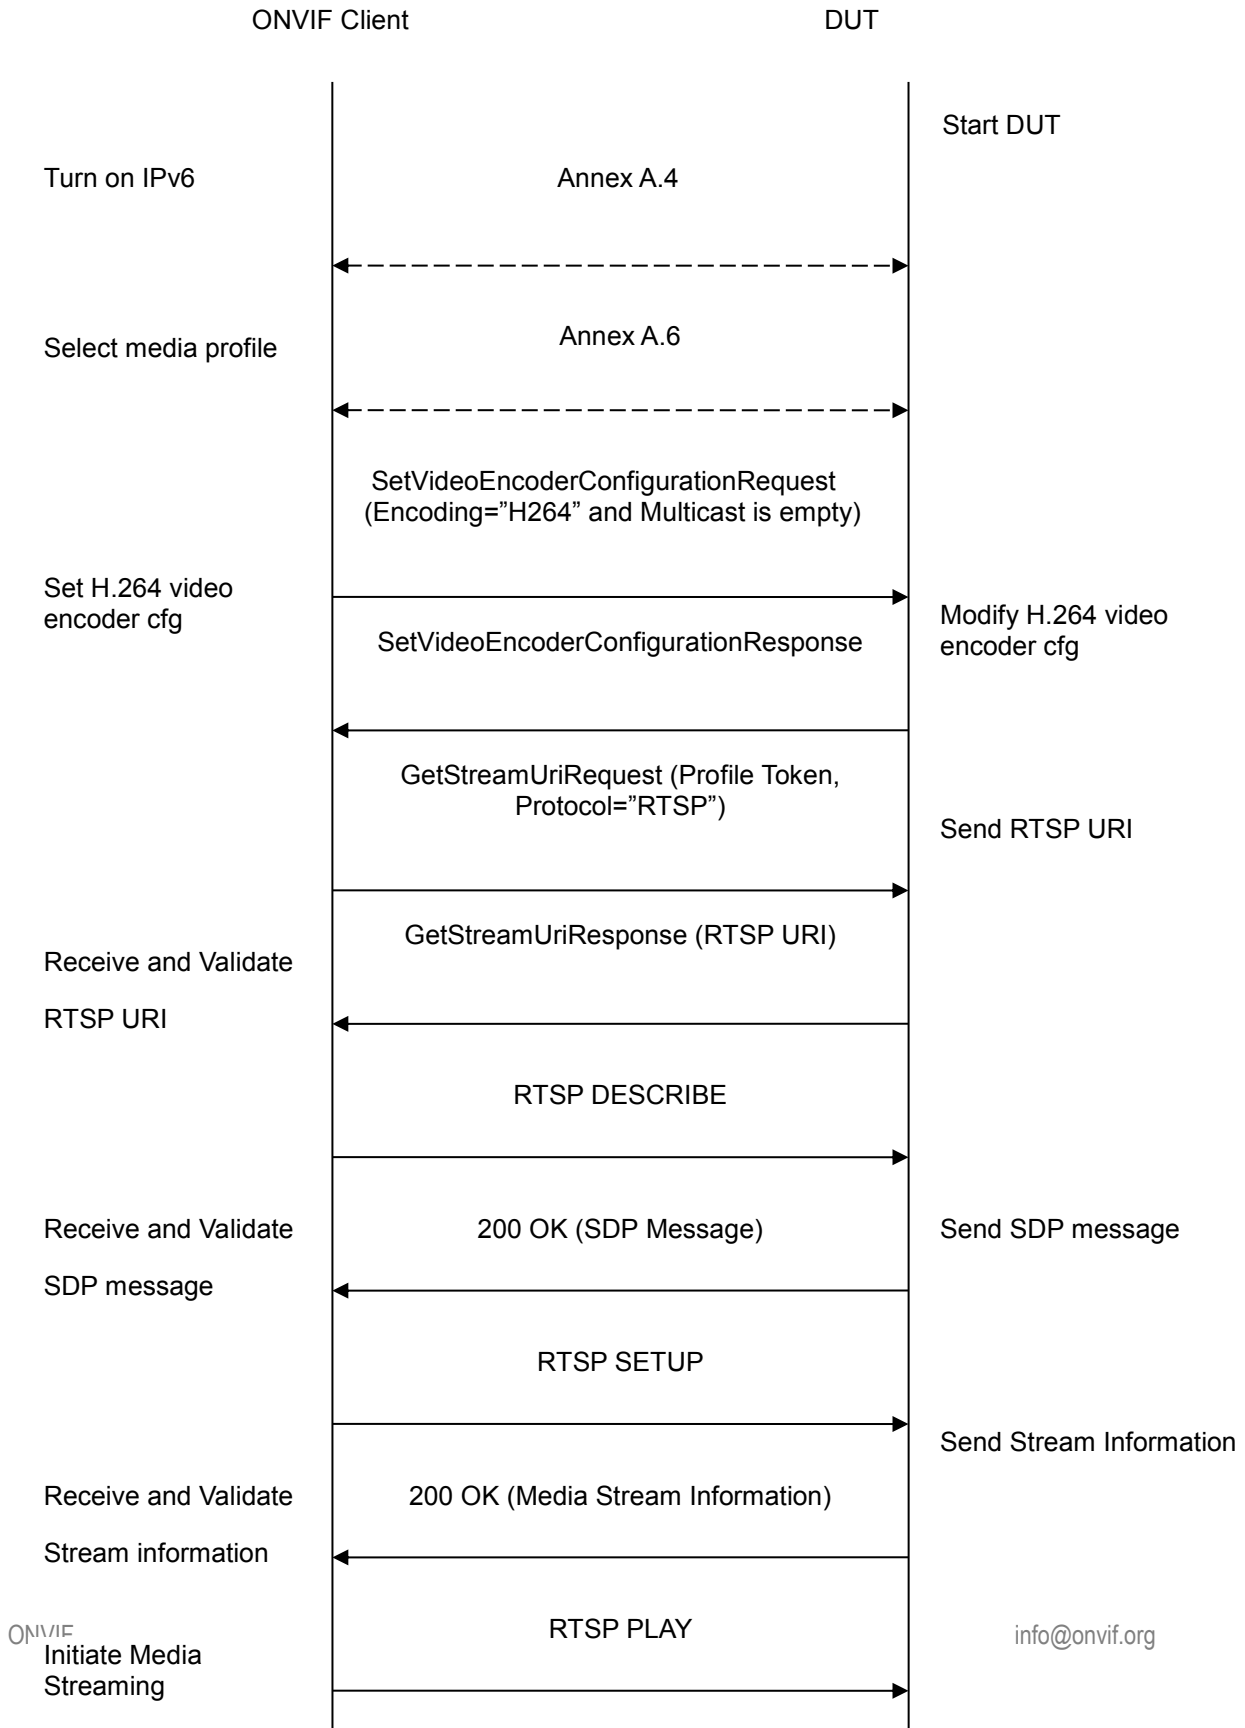 ONVIF Client
DUT
Start DUT
Turn on IPv6
Annex A.4
Annex A.6
Select media profile
SetVideoEncoderConfigurationRequest
(Encoding=”H264” and Multicast is empty)
Set H.264 video
encoder cfg
Modify H.264 video
encoder cfg
SetVideoEncoderConfigurationResponse
GetStreamUriRequest (Profile Token,
Protocol=”RTSP”)
Send RTSP URI
GetStreamUriResponse (RTSP URI)
Receive and Validate
RTSP URI
RTSP DESCRIBE
Receive and Validate
200 OK (SDP Message)
Send SDP message
SDP message
RTSP SETUP
Send Stream Information
Receive and Validate
200 OK (Media Stream Information)
Stream information
RTSP PLAY
ONVIF
info@onvif.org
Initiate Media
Streaming